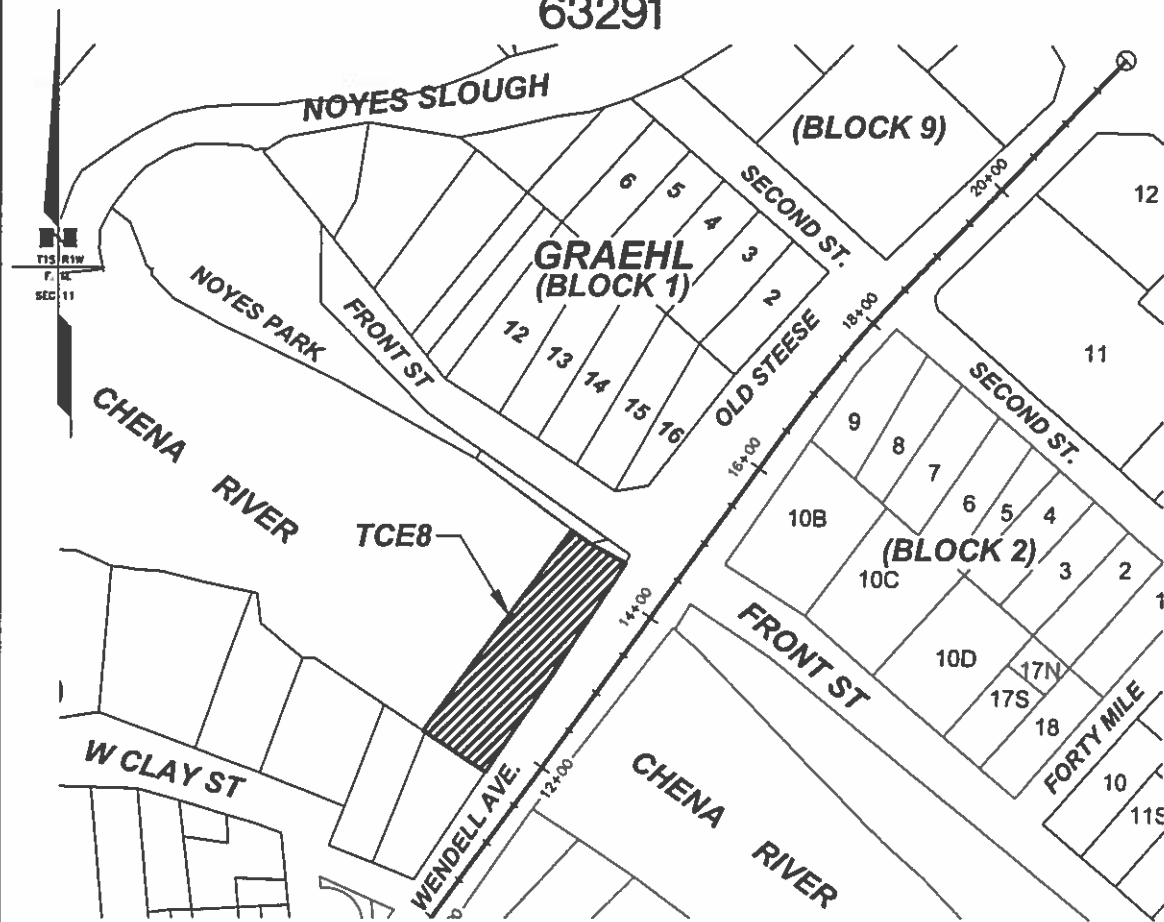 63291
NOYES SLOUGH
(BLOCK 9)
SECOND ST.
20+00
12
6
5
4
3
2
GRAEHL
(BLOCK 1)
T1S R1W
SEC 11
NOYES PARK
FRONT ST
12
13
14
15
16
OLD STEESE
18+00
11
SECOND ST.
CHENA
RIVER
16+00
9
8
7
6
5
4
3
2
1
10B
10C
(BLOCK 2)
10D
17N
17S
18
TCE8
14+00
FRONT ST
FORTY MILE
10
11S
W CLAY ST
WENDELL AVE.
12+00
CHENA
RIVER